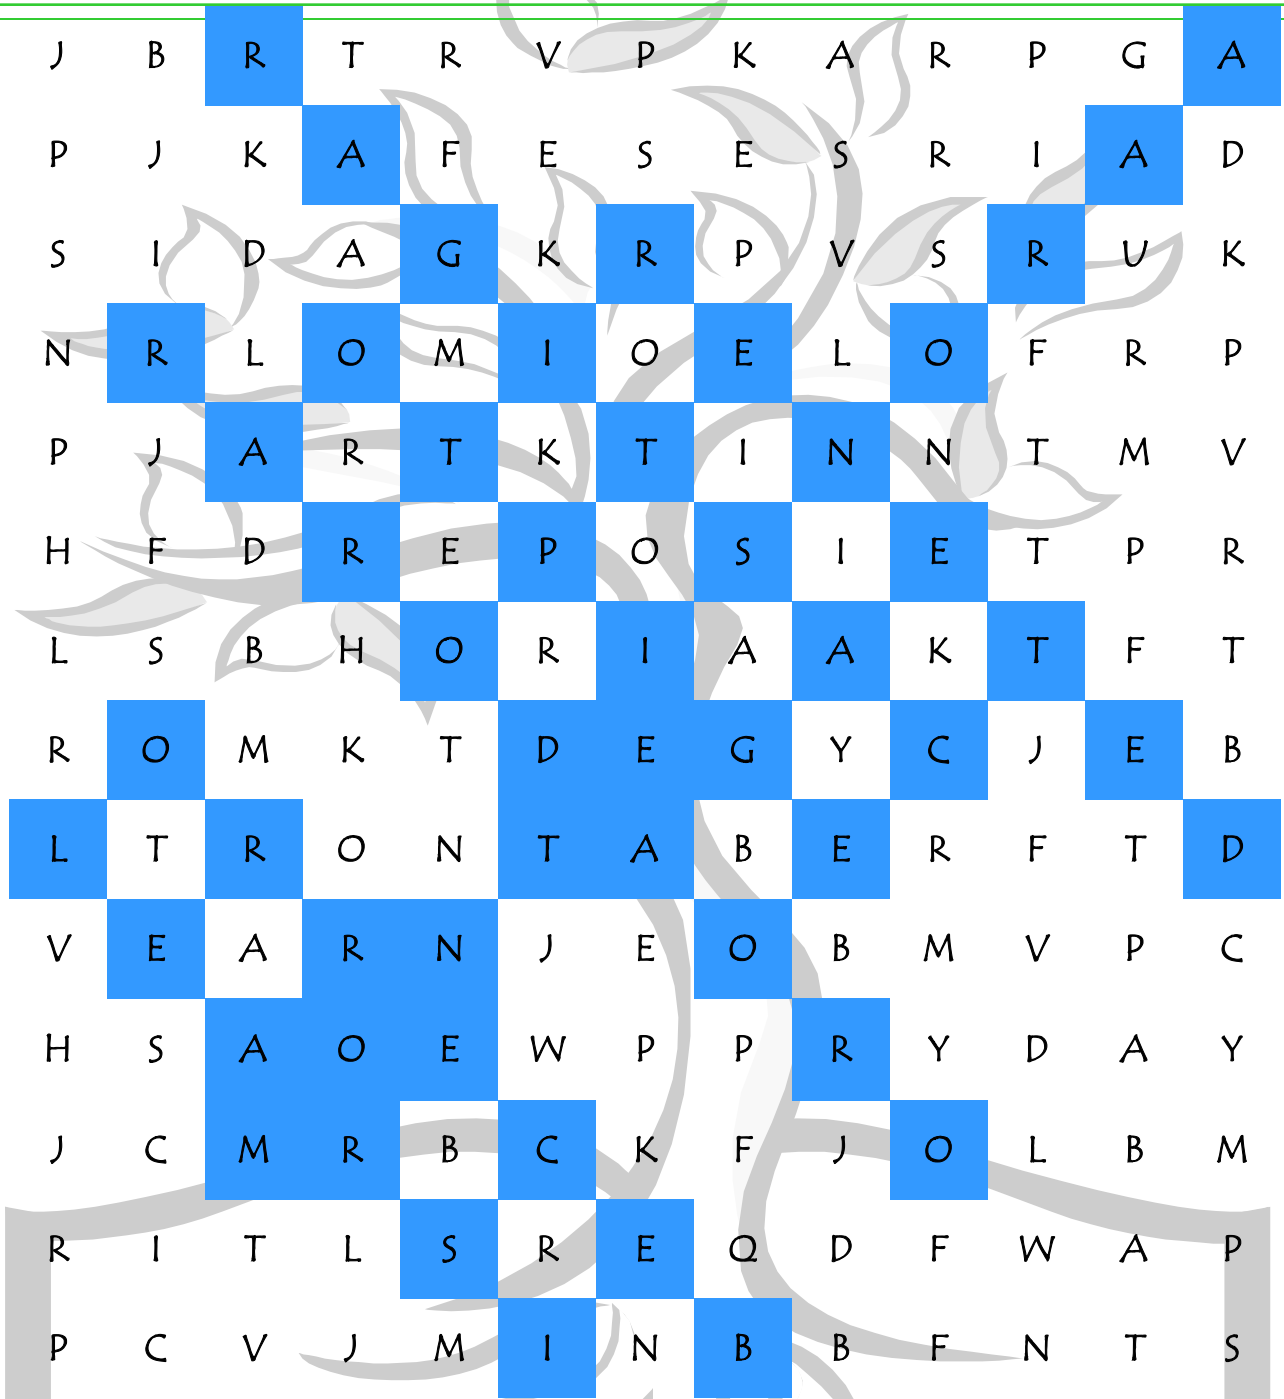 J B R T R V P K A R P G A
P J K A F E S E S R I A D
S I D A G K R P V S R U K
N R L O M I O E L O F R P
P J A R T K T I N N T M V
H F D R E P O S I E T P R
L S B H O R I A A K T F T
R O M K T D E G Y C J E B
L T R O N T A B E R F T D
V E A R N J E O B M V P C
H S A O E W P P R Y D A Y
J C M R B C K F J O L B M
R I T L S R E Q D F W A P
P C V J M I N B B F N T S